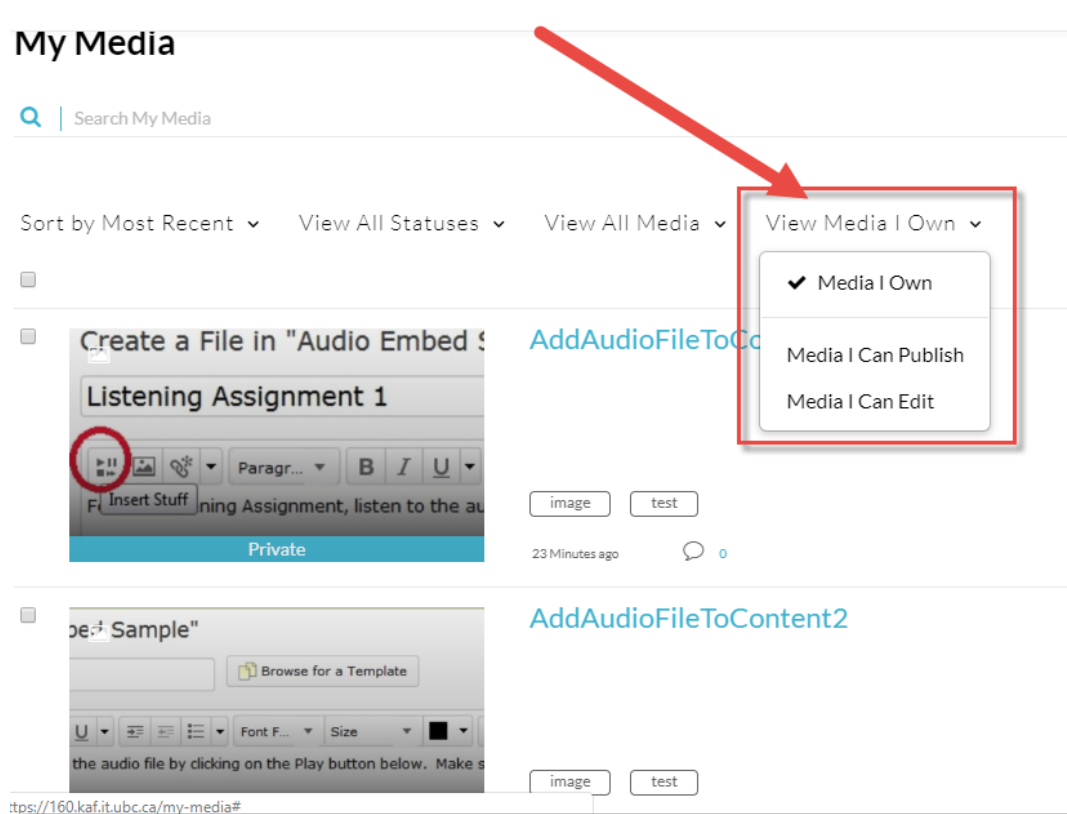 My Media
Search My Media
Sort by Most Recent View All Statuses View All Media View Media I Own
Media I Own
Media I Can Publish
Media I Can Edit
Create a File in "Audio Embed S
Listening Assignment 1
Paragr... B I U
Insert Stuff
ning Assignment, listen to the au
Private
AddAudioFileToCo
image test
23 Minutes ago 0
bed Sample"
Browse for a Template
U Font F... Size
the audio file by clicking on the Play button below. Make s
AddAudioFileToContent2
image test
ttps://160.kaf.it.ubc.ca/my-media#